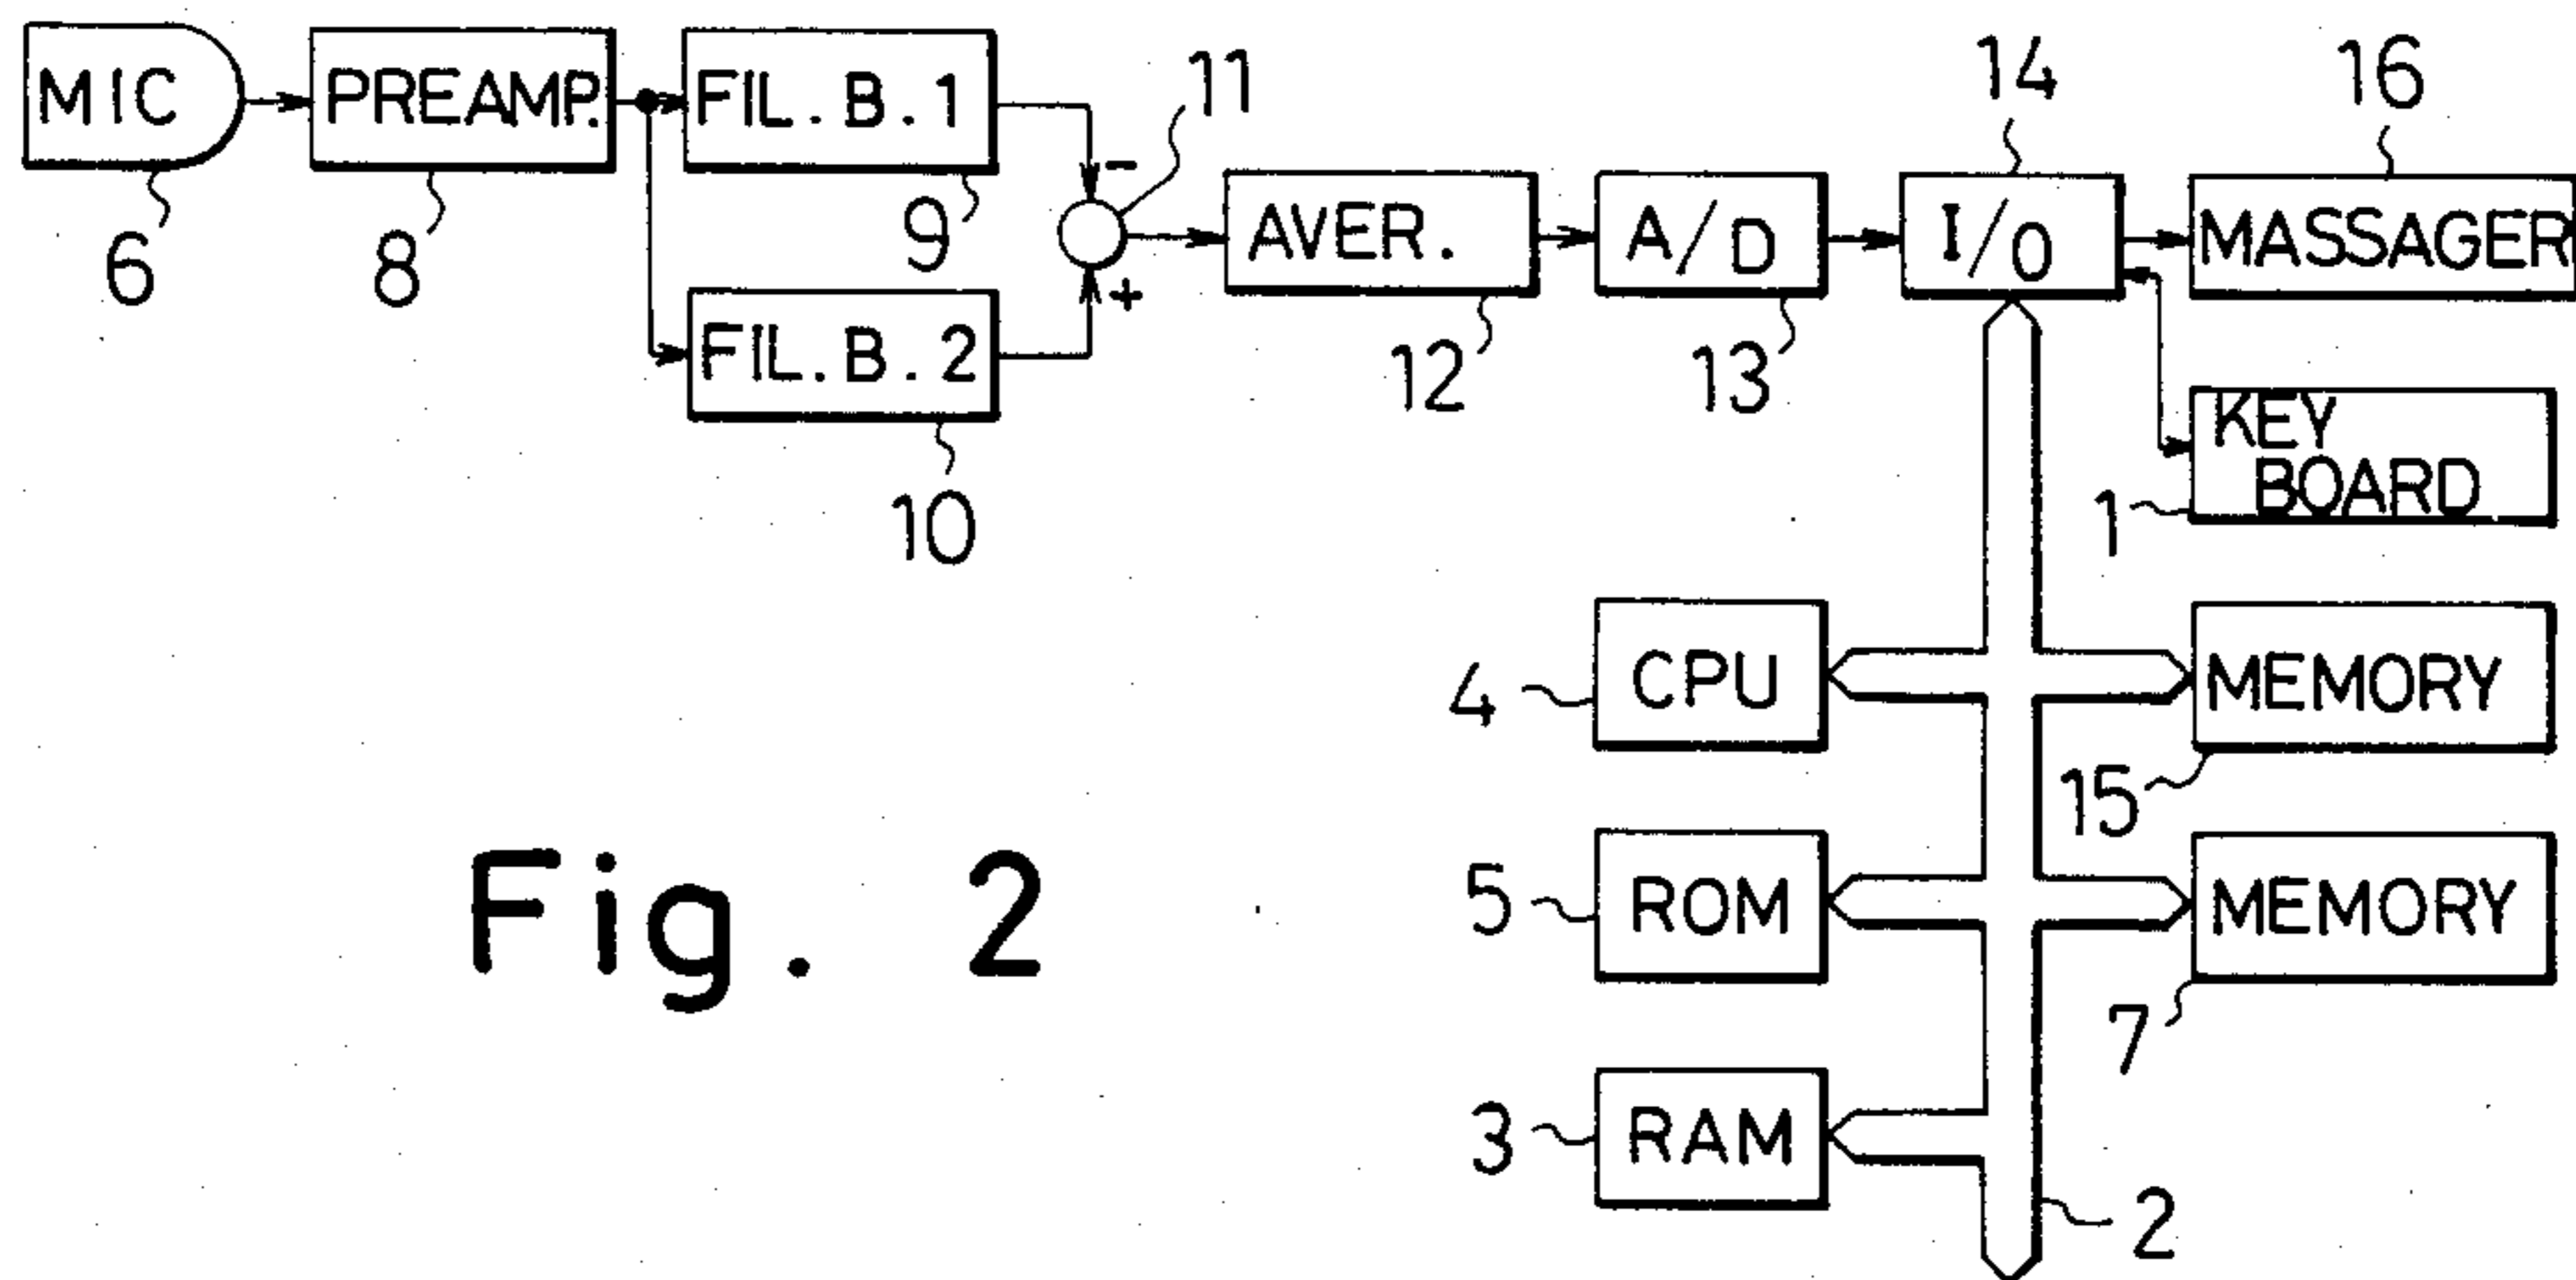 MIC
PREAMP.
FIL. B. 1
11
14
16
-
6
8
9
AVER.
A/D
I/O
MASSAGER
+
FIL. B. 2
12
13
KEY
BOARD
10
1
4
CPU
MEMORY
15
5
ROM
MEMORY
Fig. 2
7
3
RAM
2